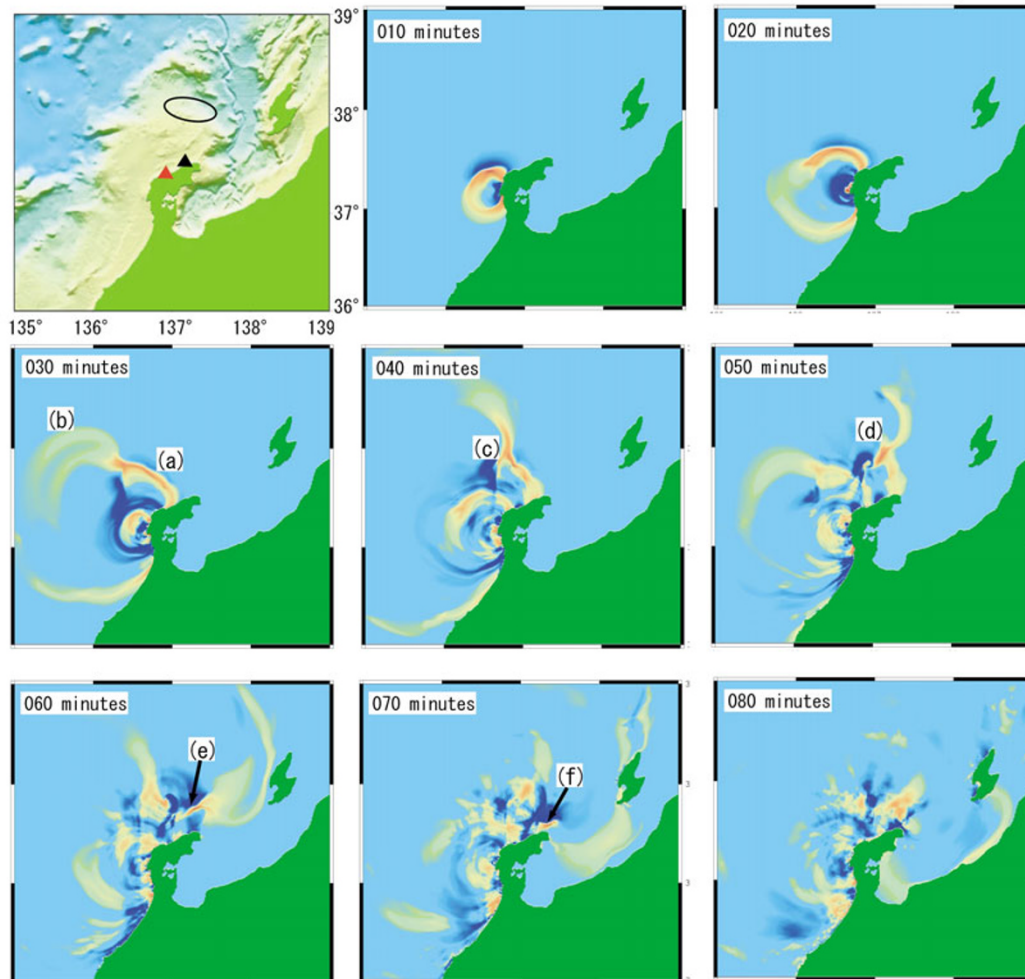 39°
38°
37°
36°
135° 136° 137° 138° 139
010 minutes
020 minutes
030 minutes
(b)
(a)
040 minutes
(c)
050 minutes
(d)
060 minutes
(e)
070 minutes
(f)
080 minutes